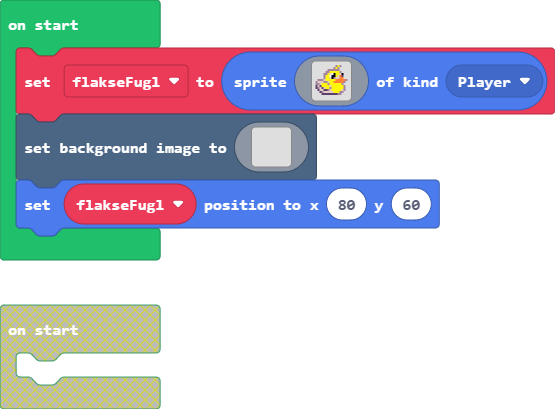 on start
set flakseFugl to sprite of kind Player
set background image to
set flakseFugl position to x 80 y 60
on start